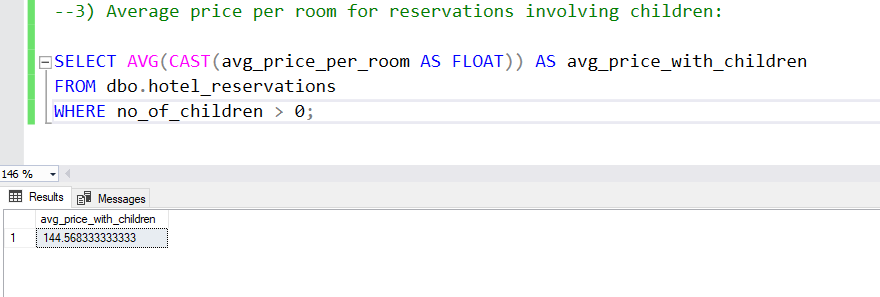 --3) Average price per room for reservations involving children:
SELECT AVG(CAST(avg_price_per_room AS FLOAT)) AS avg_price_with_children
FROM dbo.hotel_reservations
WHERE no_of_children > 0;
146 %
Results Messages
avg_price_with_children
1 144.568333333333